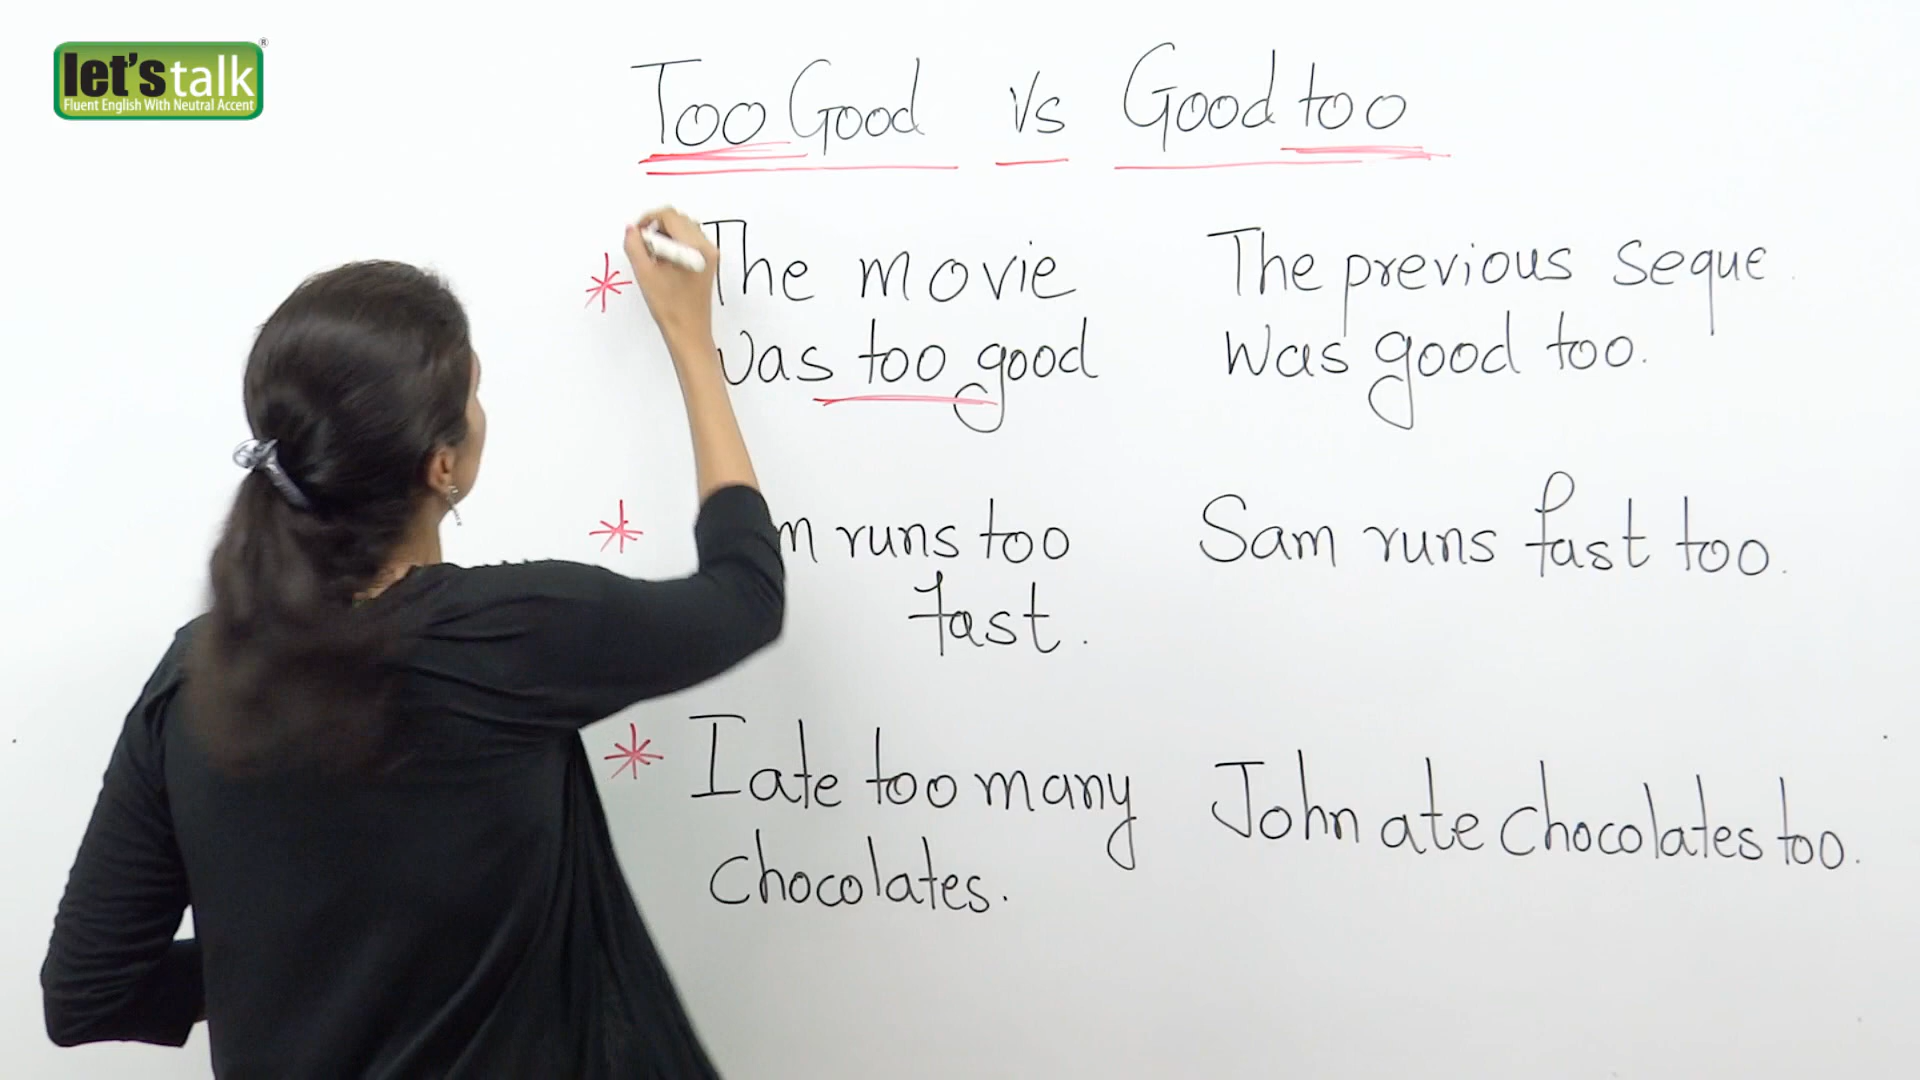 let's talk ®
Fluent English With Neutral Accent
Too Good vs Good too
The movie
was too good
The previous seque
was good too.
m runs too
fast.
Sam runs fast too.
I ate too many
chocolates.
John ate chocolates too.